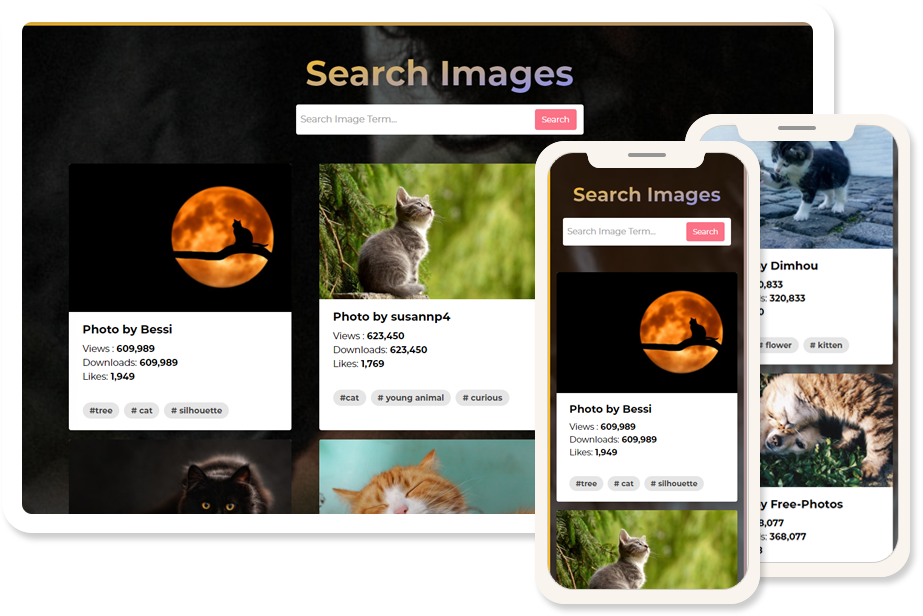 Search Images
Search Image Term...
Search
Photo by Bessi
Views : 609,989
Downloads: 609,989
Likes: 1,949
#tree
# cat
# silhouette
Photo by susannp4
Views : 623,450
Downloads: 623,450
Likes: 1,769
#cat
# young animal
# curious
Search Images
Search Image Term...
Search
Photo by Bessi
Views : 609,989
Downloads: 609,989
Likes: 1,949
#tree
# cat
# silhouette
y Dimhou
0,833
s: 320,833
0
# flower
# kitten
y Free-Photos
8,077
s: 368,077